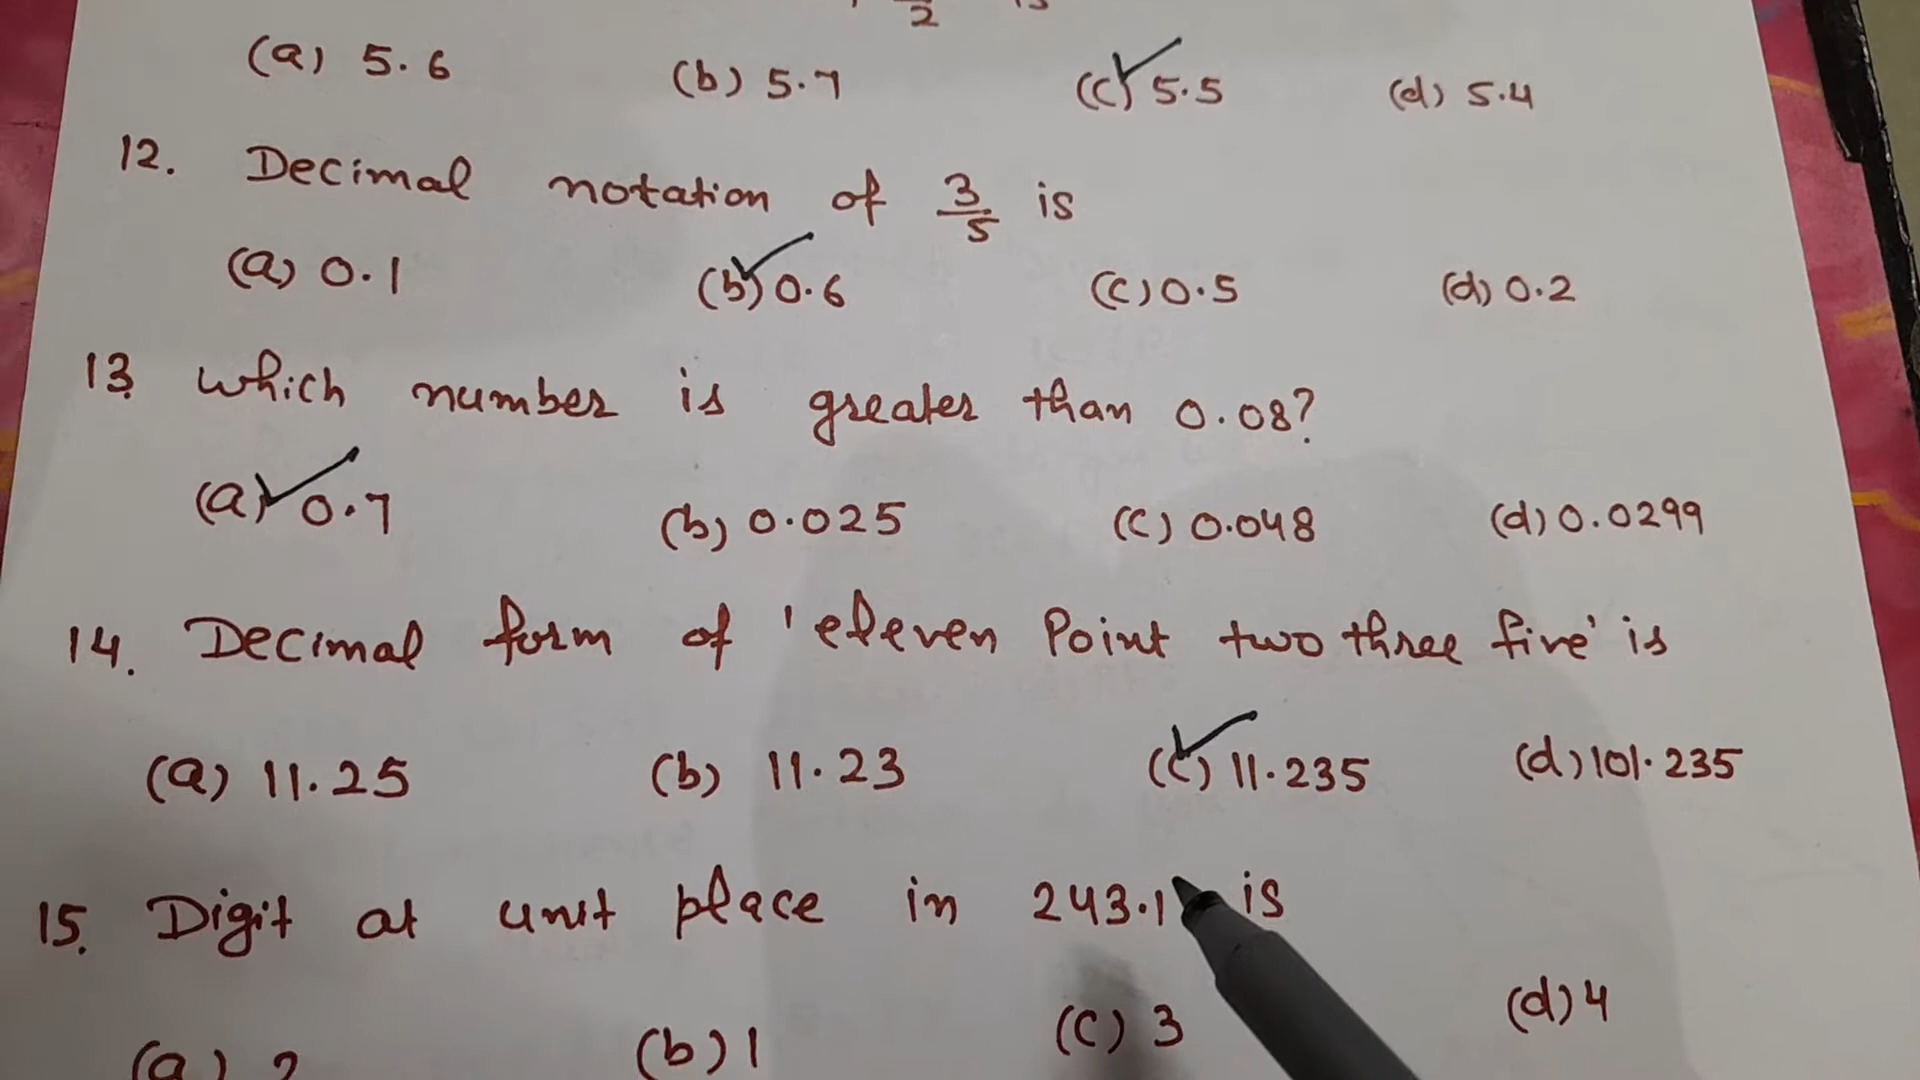 2
(a) 5.6 (b) 5.7 (c) 5.5 (d) 5.4
12. Decimal notation of 3/5 is
(a) 0.1 (b) 0.6 (c) 0.5 (d) 0.2
13. which number is greater than 0.08?
(a) 0.7 (b) 0.025 (c) 0.048 (d) 0.0299
14. Decimal form of 'eleven Point two three five' is
(a) 11.25 (b) 11.23 (c) 11.235 (d) 101.235
15. Digit at unit place in 243.1 is
(a) 2 (b) 1 (c) 3 (d) 4